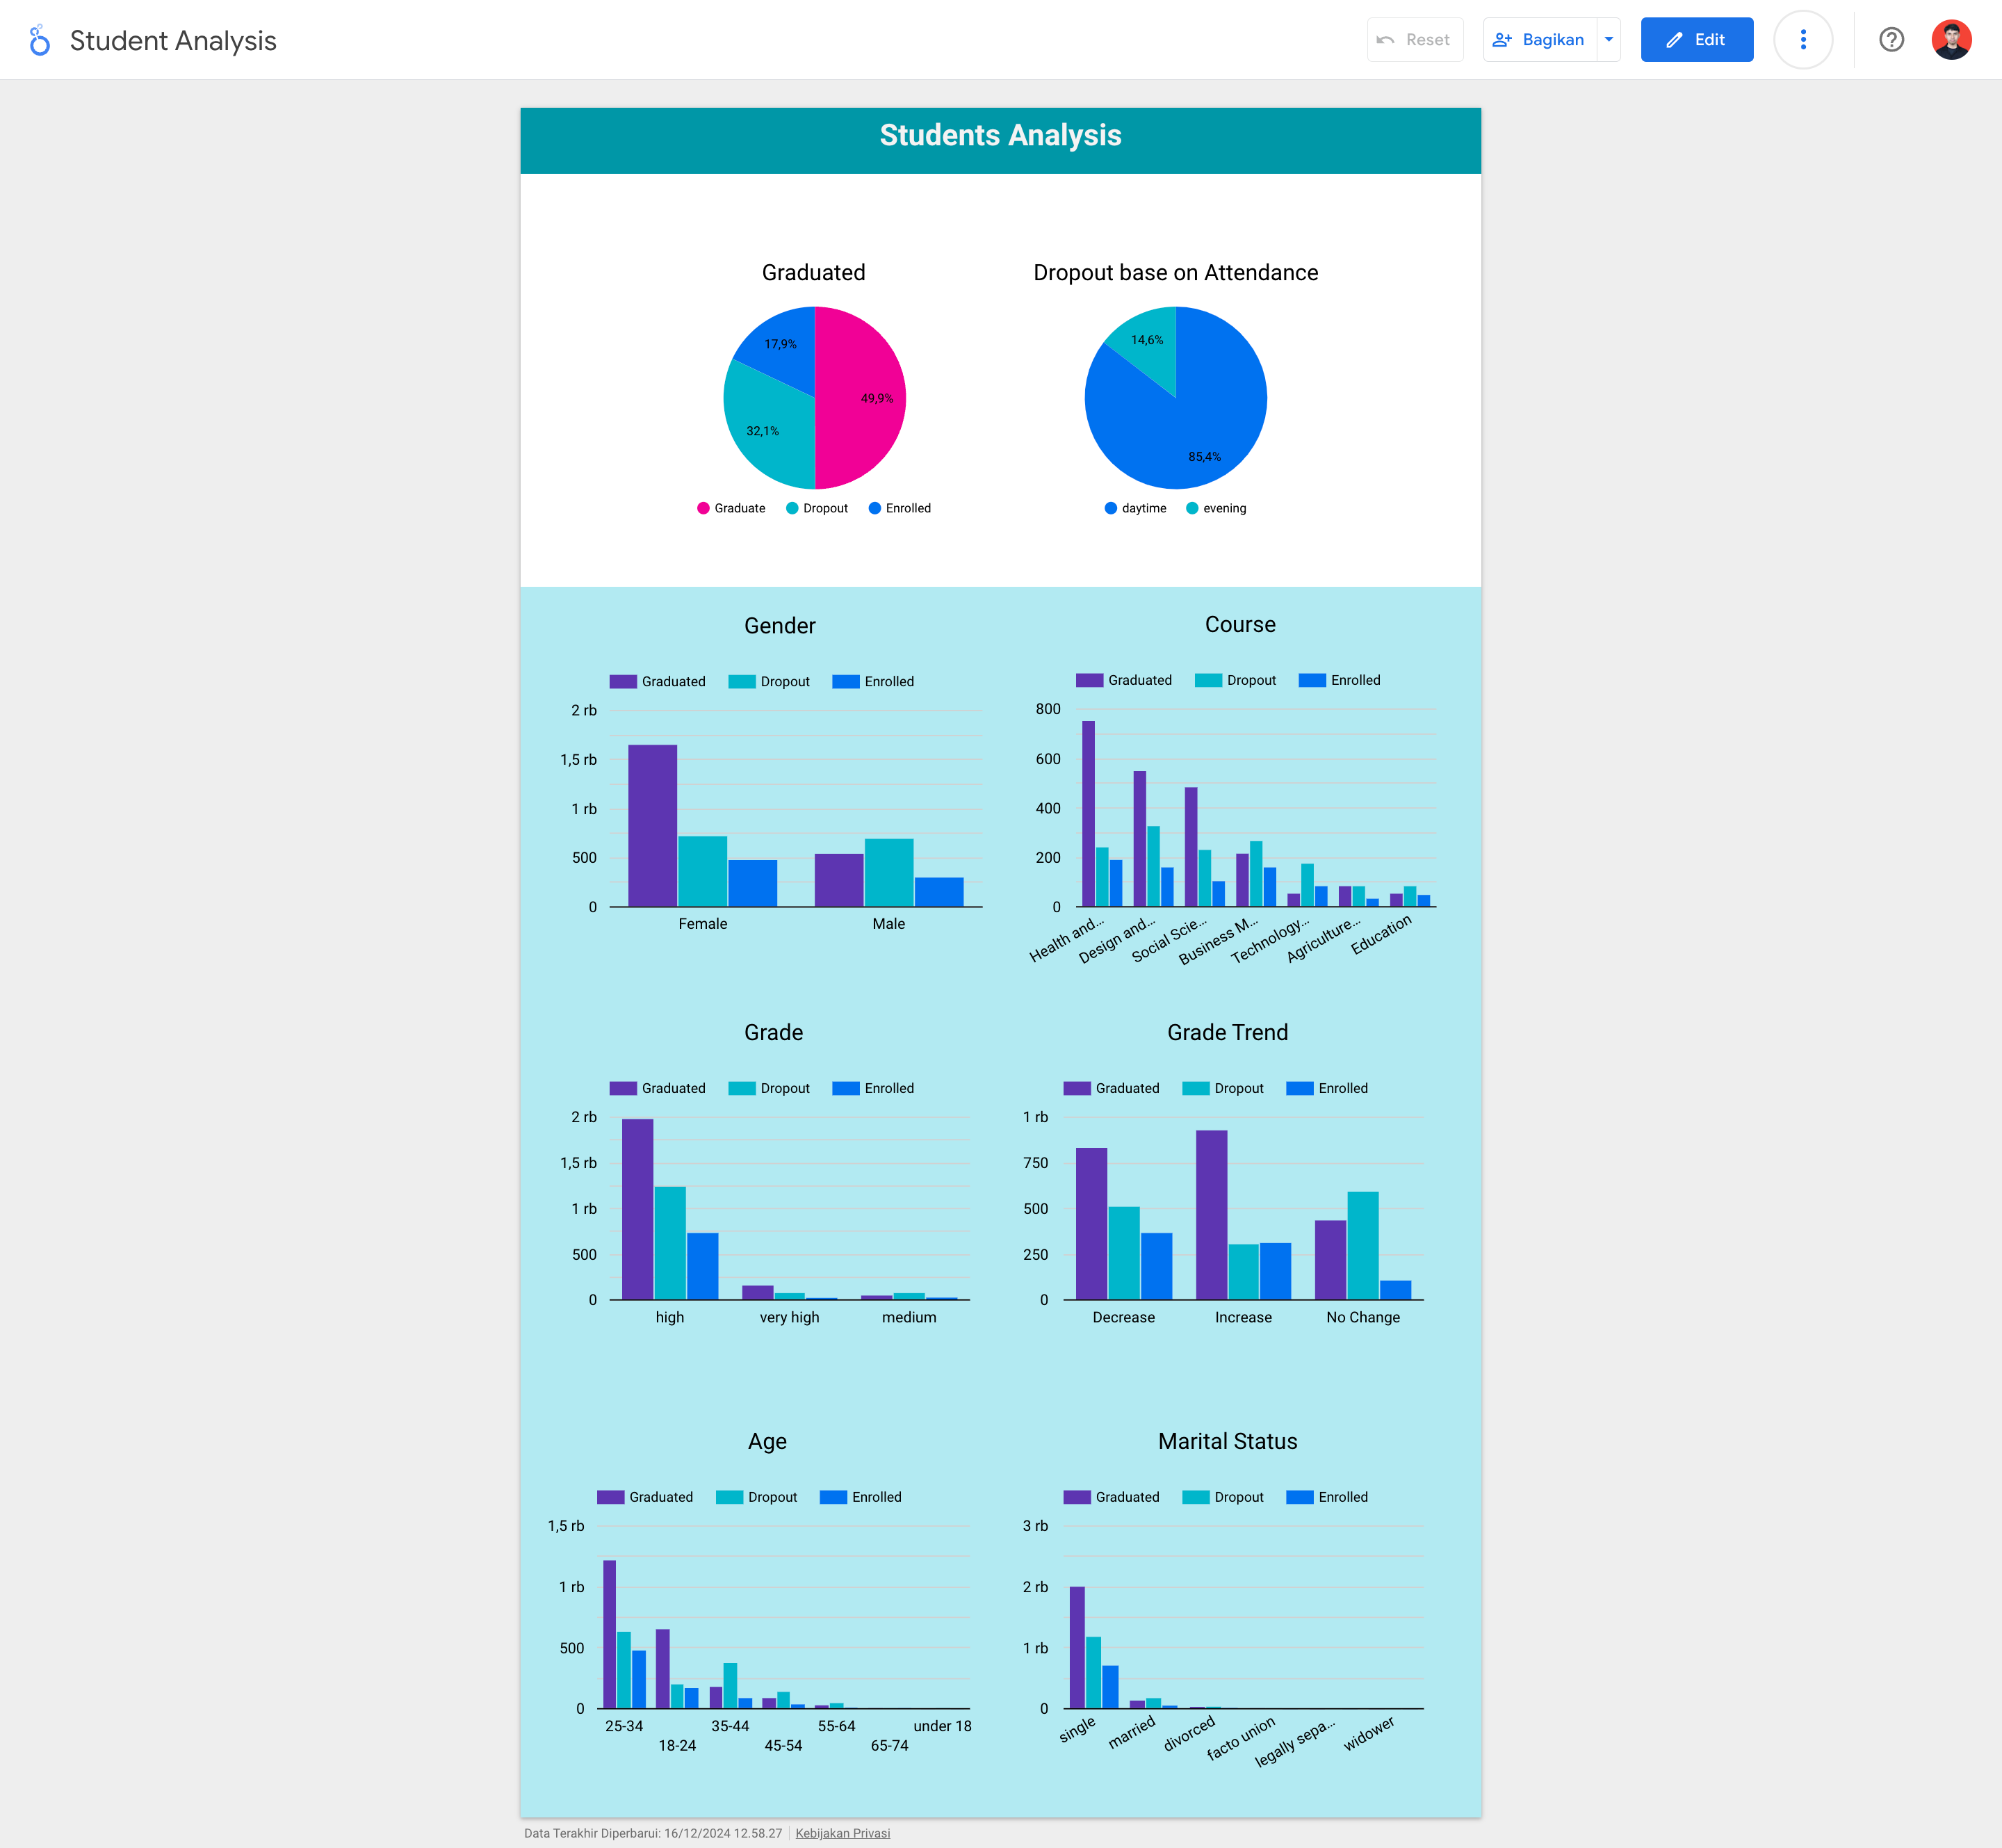 Student Analysis
Reset
Bagikan
Edit
Students Analysis
Graduated
17,9%
49,9%
32,1%
Graduate Dropout Enrolled
Dropout base on Attendance
14,6%
85,4%
daytime evening
Gender
Graduated Dropout Enrolled
2 rb
1,5 rb
1 rb
500
0
Female Male
Course
Graduated Dropout Enrolled
800
600
400
200
0
Health and...
Design and...
Social Scie...
Business M...
Technology...
Agriculture...
Education
Grade
Graduated Dropout Enrolled
2 rb
1,5 rb
1 rb
500
0
high very high medium
Grade Trend
Graduated Dropout Enrolled
1 rb
750
500
250
0
Decrease Increase No Change
Age
Graduated Dropout Enrolled
1,5 rb
1 rb
500
0
25-34 35-44 55-64 under 18
18-24 45-54 65-74
Marital Status
Graduated Dropout Enrolled
3 rb
2 rb
1 rb
0
single
married
divorced
facto union
legally sepa...
widower
Data Terakhir Diperbarui: 16/12/2024 12.58.27
Kebijakan Privasi